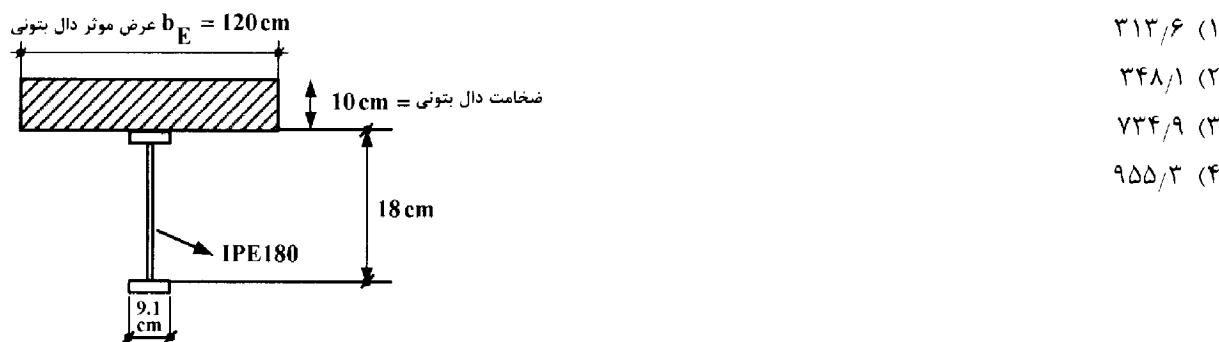 عرض موثر دال بتونی b_E = 120 cm
ضخامت دال بتونی = 10 cm
18 cm
IPE180
9.1
cm
۱) ۳۱۳٫۶
۲) ۳۴۸٫۱
۳) ۷۳۴٫۹
۴) ۹۵۵٫۳